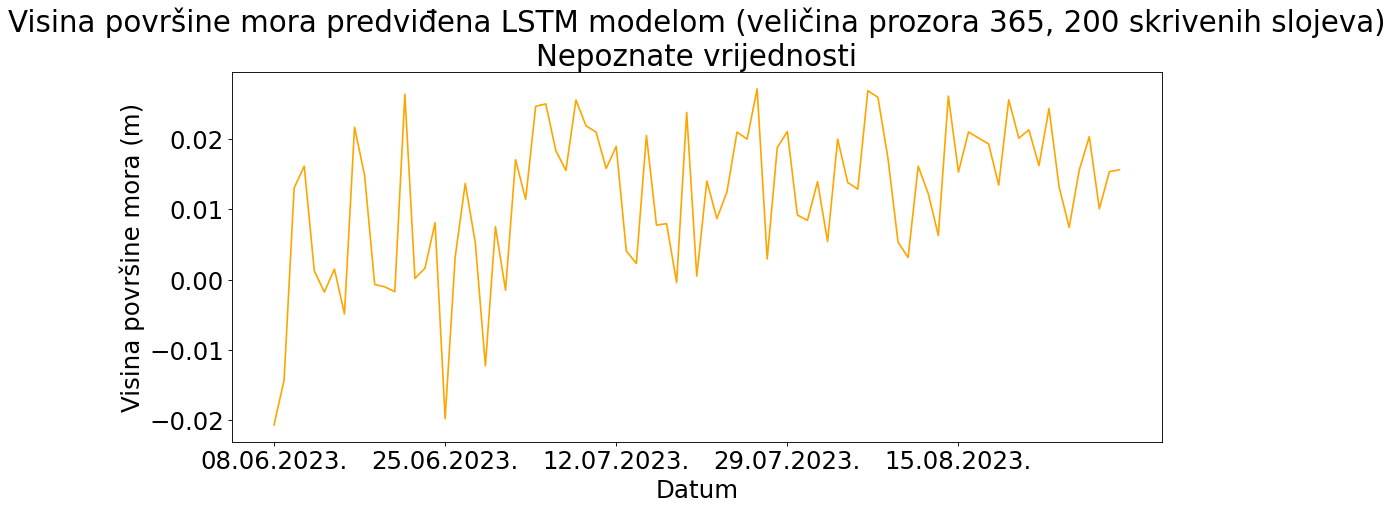 Visina površine mora predviđena LSTM modelom (veličina prozora 365, 200 skrivenih slojeva)
Nepoznate vrijednosti
Visina površine mora (m)
0.02
0.01
0.00
−0.01
−0.02
08.06.2023. 25.06.2023. 12.07.2023. 29.07.2023. 15.08.2023.
Datum